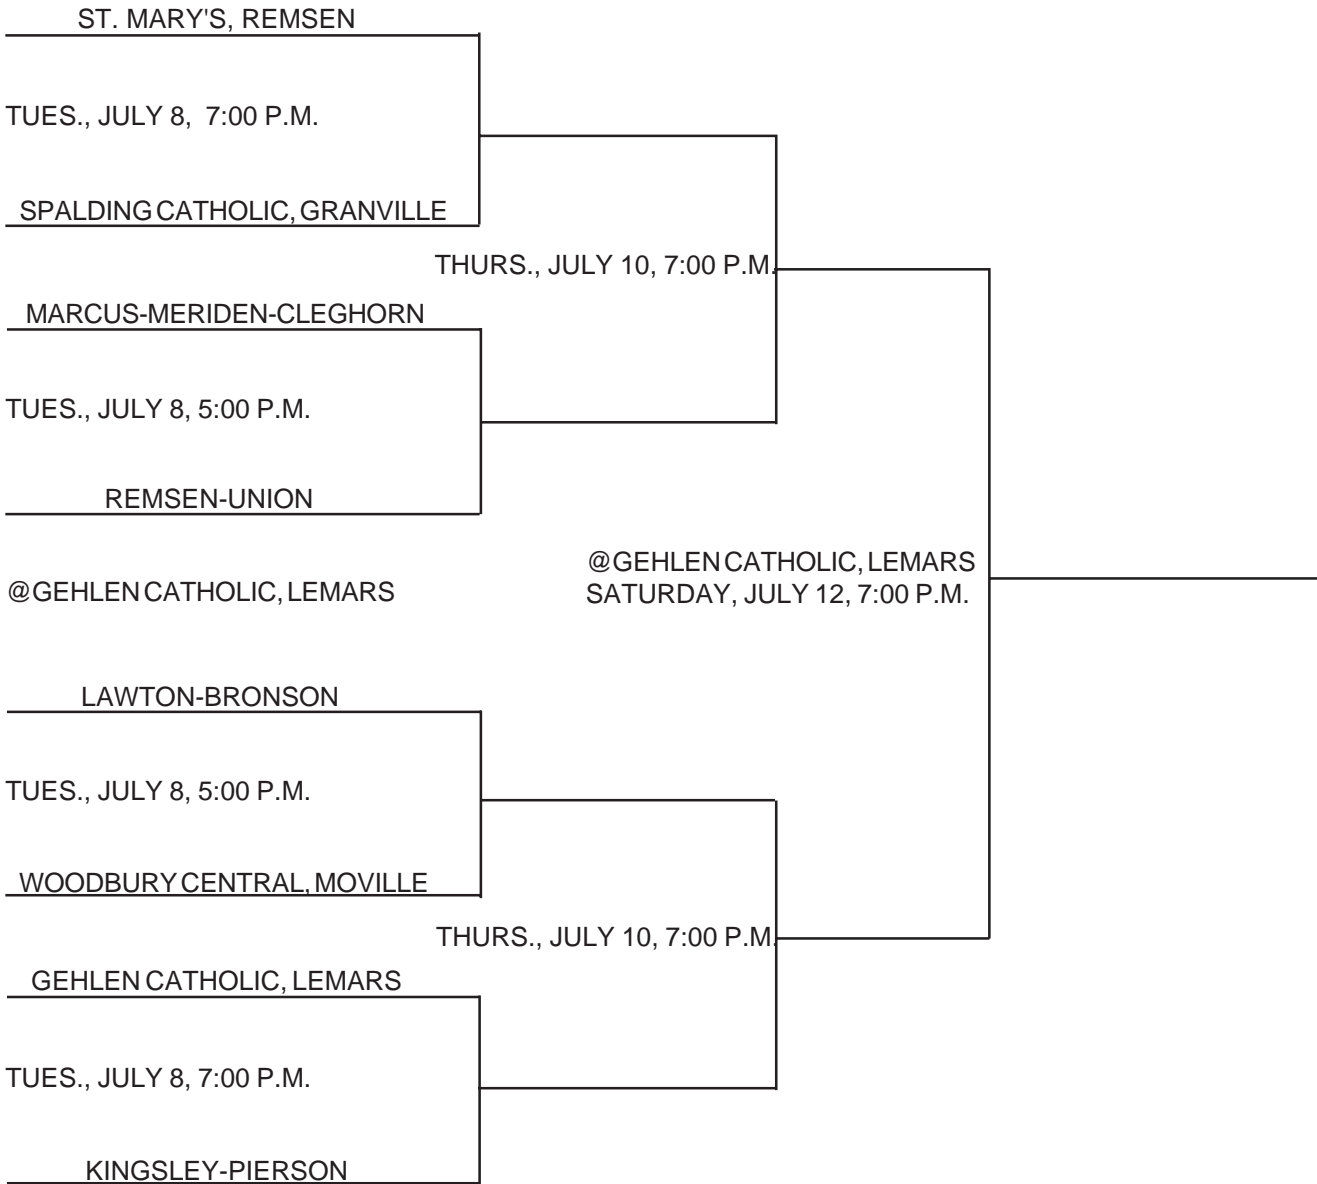 ST. MARY'S, REMSEN
TUES., JULY 8, 7:00 P.M.
SPALDING CATHOLIC, GRANVILLE
THURS., JULY 10, 7:00 P.M.
MARCUS-MERIDEN-CLEGHORN
TUES., JULY 8, 5:00 P.M.
REMSEN-UNION
@GEHLEN CATHOLIC, LEMARS
@GEHLEN CATHOLIC, LEMARS
SATURDAY, JULY 12, 7:00 P.M.
LAWTON-BRONSON
TUES., JULY 8, 5:00 P.M.
WOODBURY CENTRAL, MOVILLE
THURS., JULY 10, 7:00 P.M.
GEHLEN CATHOLIC, LEMARS
TUES., JULY 8, 7:00 P.M.
KINGSLEY-PIERSON